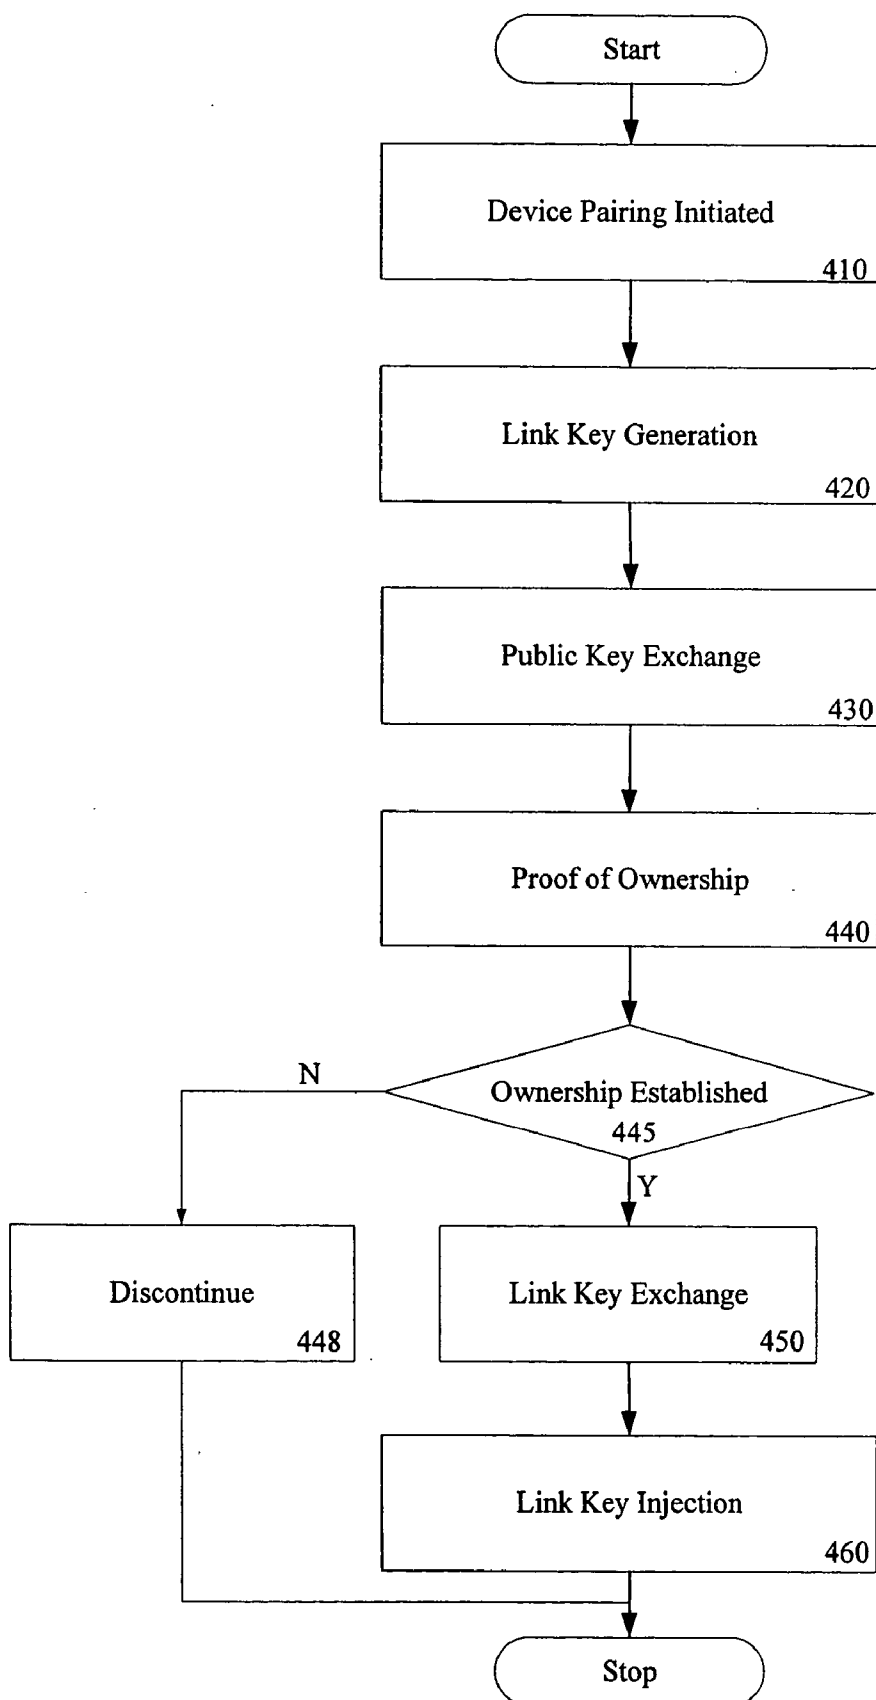 Start
Device Pairing Initiated
410
Link Key Generation
420
Public Key Exchange
430
Proof of Ownership
440
N
Ownership Established
445
Y
Discontinue
448
Link Key Exchange
450
Link Key Injection
460
Stop